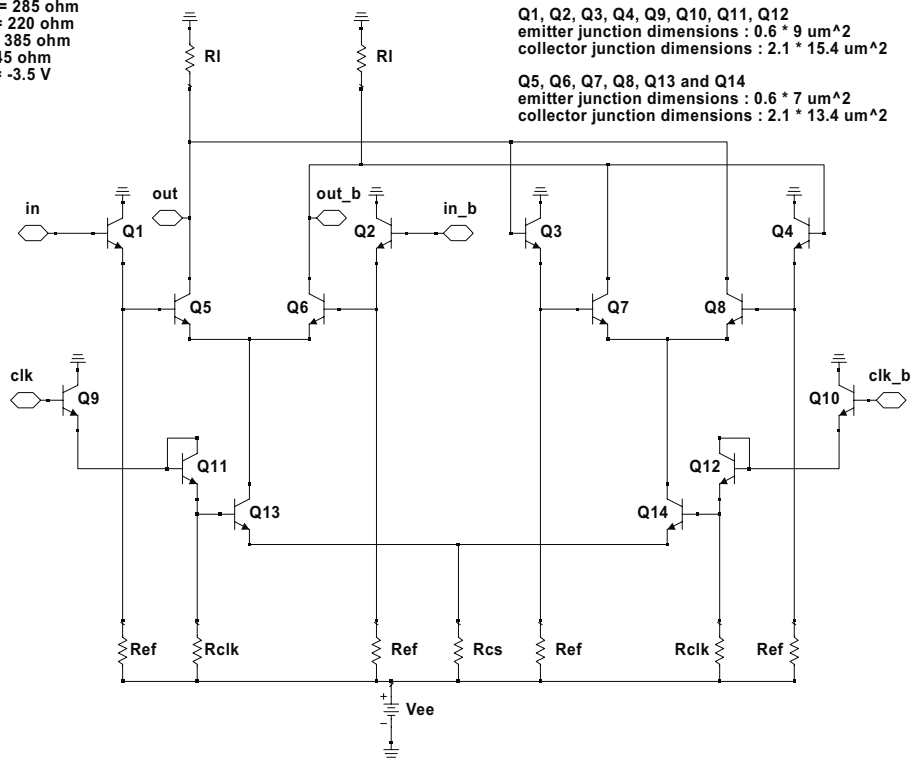 = 285 ohm
= 220 ohm
385 ohm
45 ohm
= -3.5 V
Q1, Q2, Q3, Q4, Q9, Q10, Q11, Q12
emitter junction dimensions : 0.6 * 9 um^2
collector junction dimensions : 2.1 * 15.4 um^2
Q5, Q6, Q7, Q8, Q13 and Q14
emitter junction dimensions : 0.6 * 7 um^2
collector junction dimensions : 2.1 * 13.4 um^2
Rl
Rl
in
Q1
out
out_b
Q2
in_b
Q3
Q4
Q5
Q6
Q7
Q8
clk
Q9
Q10
clk_b
Q11
Q12
Q13
Q14
Ref
Rclk
Ref
Rcs
Ref
Rclk
Ref
+
Vee
−